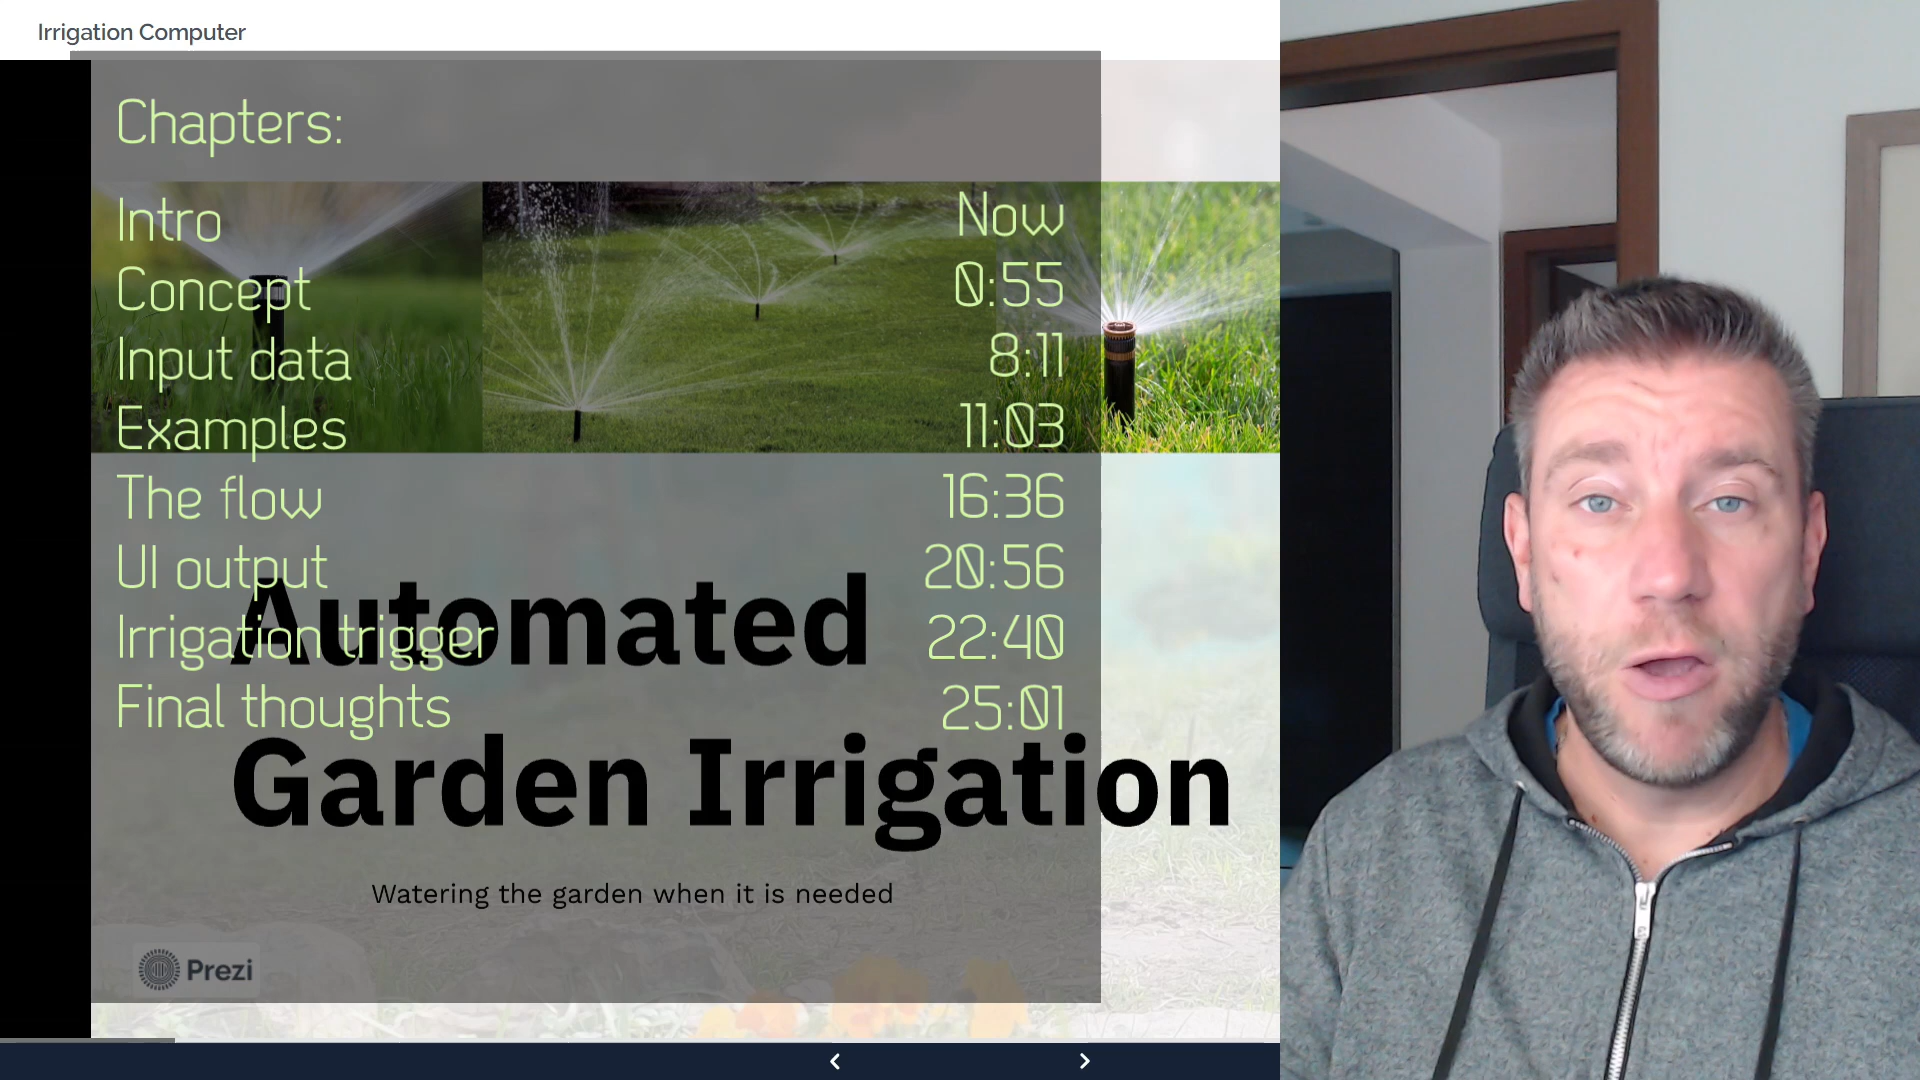 Irrigation Computer
Chapters:
Intro Now
Concept 0:55
Input data 8:11
Examples 11:03
The flow 16:36
UI output 20:56
Irrigation trigger 22:40
Final thoughts 25:01
Automated
Garden Irrigation
Watering the garden when it is needed
Prezi